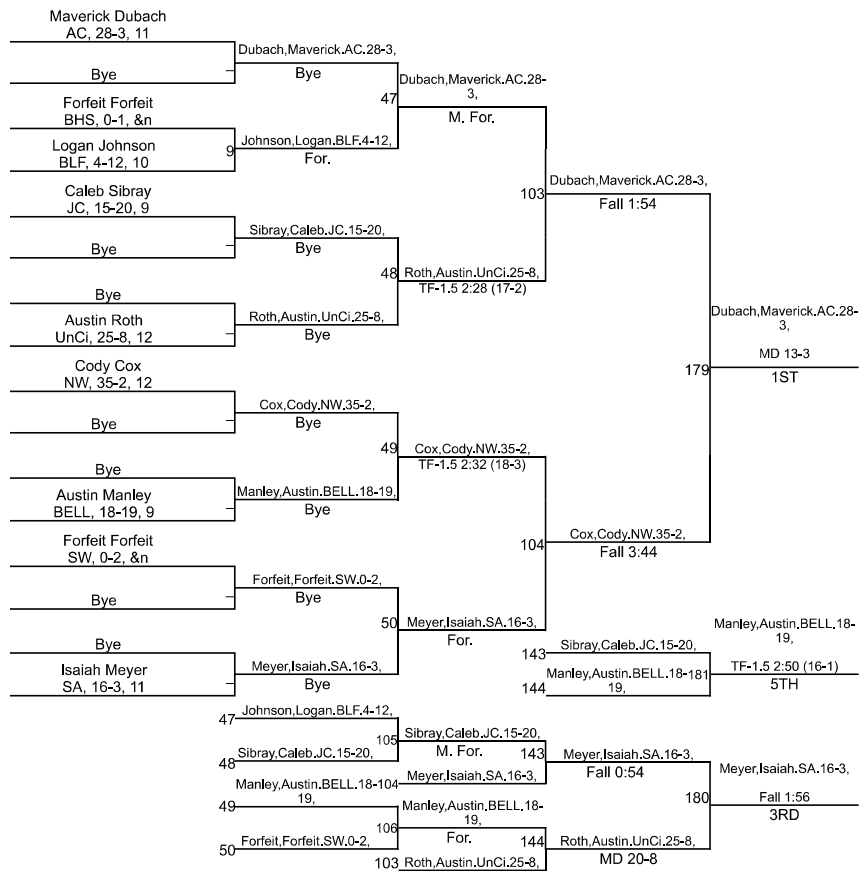 Maverick Dubach
AC, 28-3, 11
Dubach,Maverick.AC.28-3,
Bye
Bye
47
Dubach,Maverick.AC.28-
3,
M. For.
Forfeit Forfeit
BHS, 0-1, &n
Logan Johnson
BLF, 4-12, 10
9
Johnson,Logan.BLF.4-12,
For.
103
Dubach,Maverick.AC.28-3,
Fall 1:54
Caleb Sibray
JC, 15-20, 9
Sibray,Caleb.JC.15-20,
Bye
Bye
48
Roth,Austin.UnCi.25-8,
TF-1.5 2:28 (17-2)
Bye
Austin Roth
UnCi, 25-8, 12
Roth,Austin.UnCi.25-8,
Bye
179
Dubach,Maverick.AC.28-
3,
MD 13-3
1ST
Cody Cox
NW, 35-2, 12
Cox,Cody.NW.35-2,
Bye
Bye
49
Cox,Cody.NW.35-2,
TF-1.5 2:32 (18-3)
Bye
Austin Manley
BELL, 18-19, 9
Manley,Austin.BELL.18-19,
Bye
104
Cox,Cody.NW.35-2,
Fall 3:44
Forfeit Forfeit
SW, 0-2, &n
Forfeit,Forfeit.SW.0-2,
Bye
Bye
50
Meyer,Isaiah.SA.16-3,
For.
Bye
Isaiah Meyer
SA, 16-3, 11
Meyer,Isaiah.SA.16-3,
Bye
143
Sibray,Caleb.JC.15-20,
144
Manley,Austin.BELL.18-
19,
181
Manley,Austin.BELL.18-
19,
TF-1.5 2:50 (16-1)
5TH
47
Johnson,Logan.BLF.4-12,
105
Sibray,Caleb.JC.15-20,
M. For.
48
Sibray,Caleb.JC.15-20,
143
Meyer,Isaiah.SA.16-3,
Fall 0:54
104
Meyer,Isaiah.SA.16-3,
49
Manley,Austin.BELL.18-
19,
106
Manley,Austin.BELL.18-
19,
For.
50
Forfeit,Forfeit.SW.0-2,
144
Roth,Austin.UnCi.25-8,
MD 20-8
103
Roth,Austin.UnCi.25-8,
180
Meyer,Isaiah.SA.16-3,
Fall 1:56
3RD